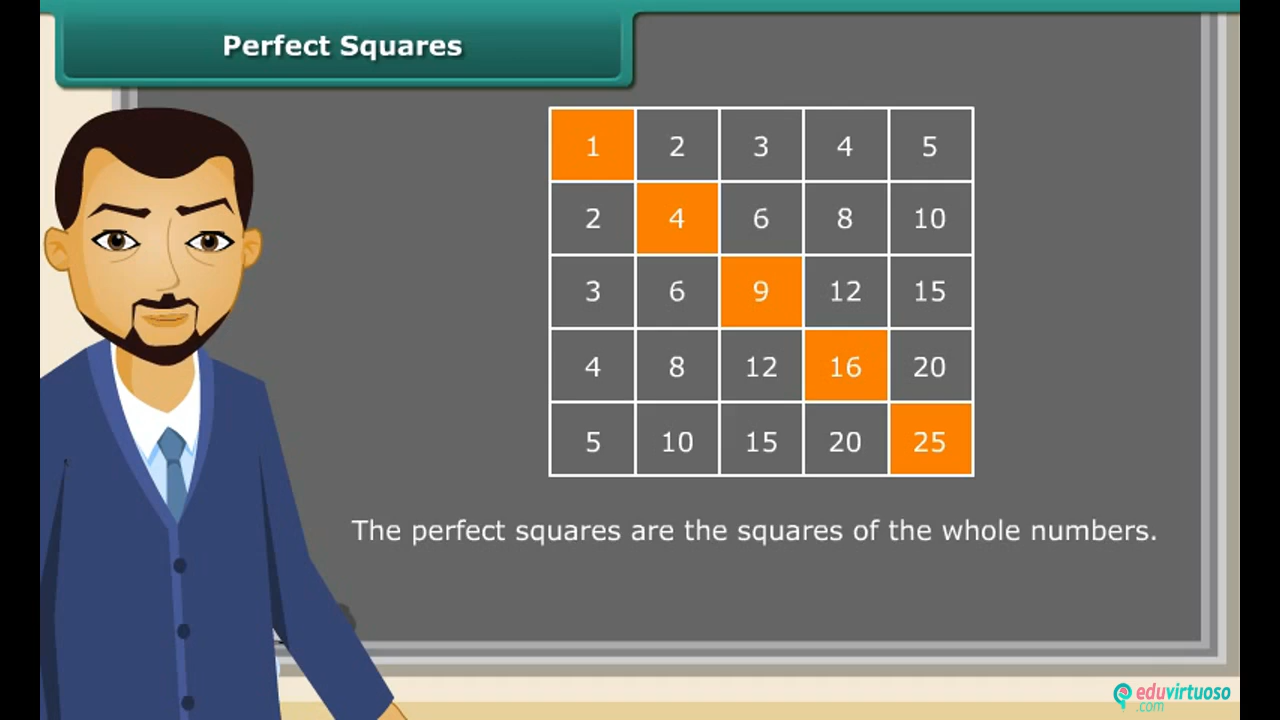 Perfect Squares
1 2 3 4 5
2 4 6 8 10
3 6 9 12 15
4 8 12 16 20
5 10 15 20 25
The perfect squares are the squares of the whole numbers.
eduvirtuoso
.com